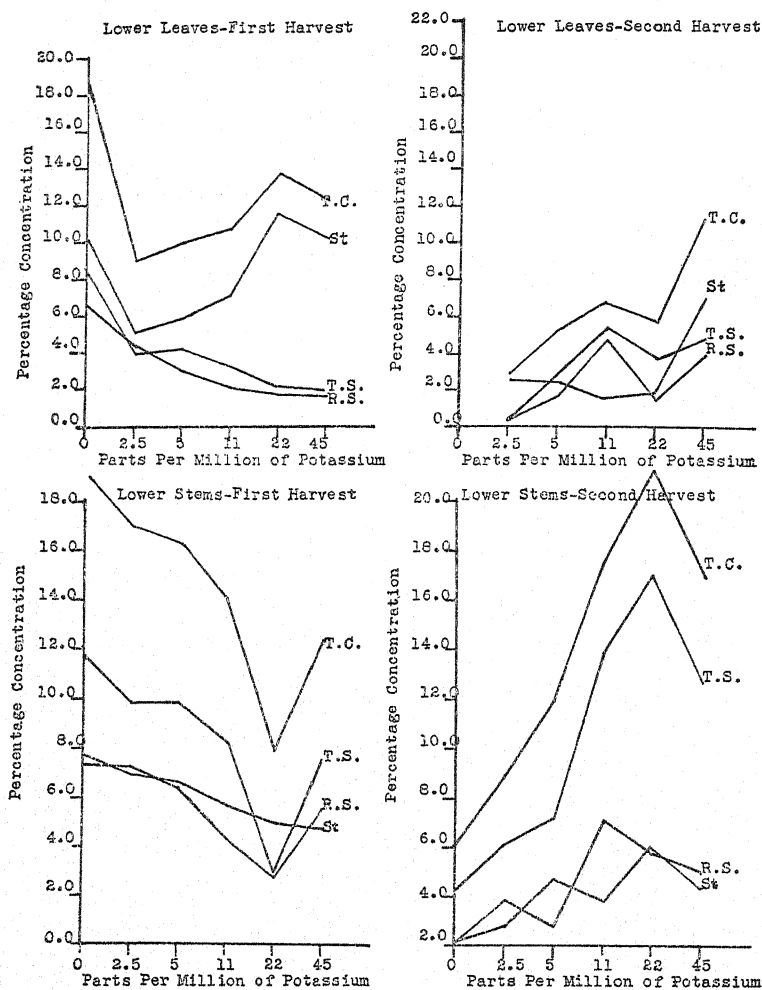 Lower Leaves-First Harvest
20.0
18.0
16.0
14.0
12.0
10.0
8.0
6.0
4.0
2.0
0.0
Percentage Concentration
T.C.
St
T.S.
R.S.
0 2.5 5 11 22 45
Parts Per Million of Potassium
Lower Leaves-Second Harvest
22.0
20.0
18.0
16.0
14.0
12.0
10.0
8.0
6.0
4.0
2.0
0.0
Percentage Concentration
T.C.
St
T.S.
R.S.
0 2.5 5 11 22 45
Parts Per Million of Potassium
Lower Stems-First Harvest
18.0
16.0
14.0
12.0
10.0
8.0
6.0
4.0
2.0
0.0
Percentage Concentration
T.C.
T.S.
R.S.
St
0 2.5 5 11 22 45
Parts Per Million of Potassium
Lower Stems-Second Harvest
20.0
18.0
16.0
14.0
12.0
10.0
8.0
6.0
4.0
2.0
Percentage Concentration
T.C.
T.S.
R.S.
St
0 2.5 5 11 22 45
Parts Per Million of Potassium